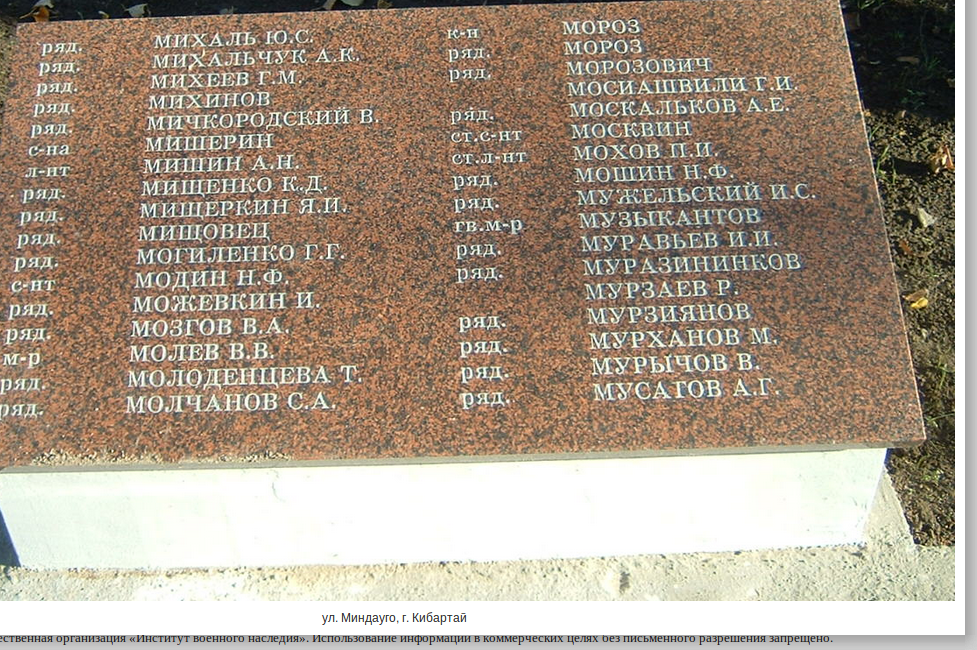 ряд. МИХАЛЬ Ю.С.
ряд. МИХАЛЬЧУК А.К.
ряд. МИХЕЕВ Г.М.
ряд. МИХИНОВ
ряд. МИЧКОРОДСКИЙ В.
с-на МИШЕРИН
л-нт МИШИН А.Н.
ряд. МИЩЕНКО К.Д.
ряд. МИЩЕРКИН Я.И.
ряд. МИЩОВЕЦ
ряд. МОГИЛЕНКО Г.Г.
с-нт МОДИН Н.Ф.
ряд. МОЖЕВКИН И.
ряд. МОЗГОВ В.А.
м-р МОЛЕВ В.В.
ряд. МОЛОДЕНЦЕВА Т.
ряд. МОЛЧАНОВ С.А.
к-н МОРОЗ
ряд. МОРОЗ
ряд. МОРОЗОВИЧ
МОСИАШВИЛИ Г.И.
ряд. МОСКАЛЬКОВ А.Е.
ст.с-нт МОСКВИН
ст.л-нт МОХОВ П.И.
ряд. МОШИН Н.Ф.
ряд. МУЖЕЛЬСКИЙ И.С.
гв.м-р МУЗЫКАНТОВ
ряд. МУРАВЬЕВ И.И.
ряд. МУРАЗИНИНКОВ
МУРЗАЕВ Р.
ряд. МУРЗИЯНОВ
ряд. МУРХАНОВ М.
ряд. МУРЫЧОВ В.
ряд. МУСАГОВ А.Г.
ул. Миндауго, г. Кибартай
ественная организация «Институт военного наследия». Использование информации в коммерческих целях без письменного разрешения запрещено.